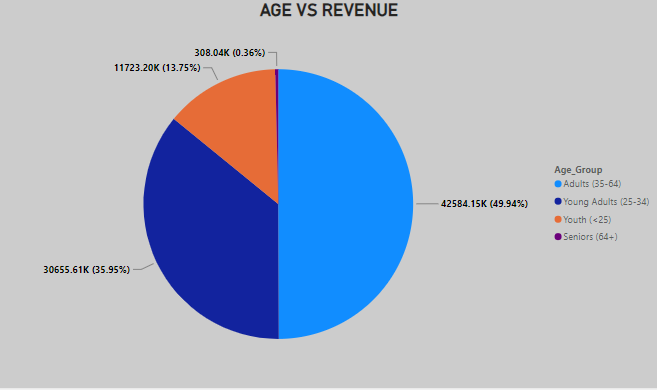 AGE VS REVENUE
308.04K (0.36%)
11723.20K (13.75%)
42584.15K (49.94%)
30655.61K (35.95%)
Age_Group
Adults (35-64)
Young Adults (25-34)
Youth (<25)
Seniors (64+)